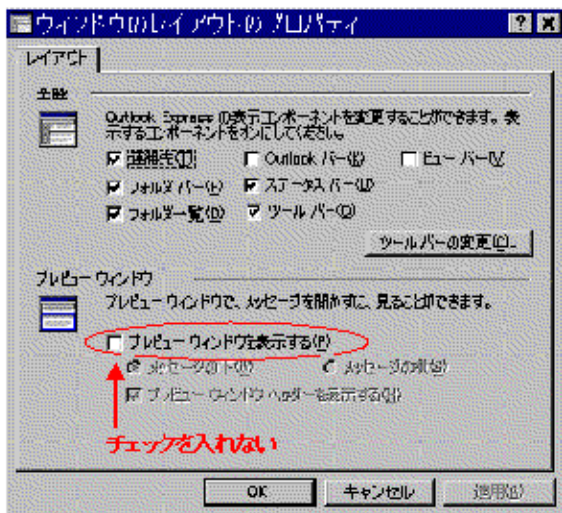 ウィンドウのレイアウトのプロパティ
レイアウト
全般
Outlook Express の表示コンポーネントを変更することができます。表
示するコンポーネントをオンにしてください。
連絡先(T) Outlook バー(K) ビュー バー(V
フォルダ バー(F) ステータス バー(U)
フォルダ一覧(D) ツール バー(O)
ツール バーの変更(C)...
プレビュー ウィンドウ
プレビュー ウィンドウで、メッセージを開かずに、見ることができます。
プレビュー ウィンドウを表示する(P)
メッセージの下(W) メッセージの横(S)
プレビュー ウィンドウ ヘッダーを表示する(H)
チェックを入れない
OK キャンセル 適用(A)